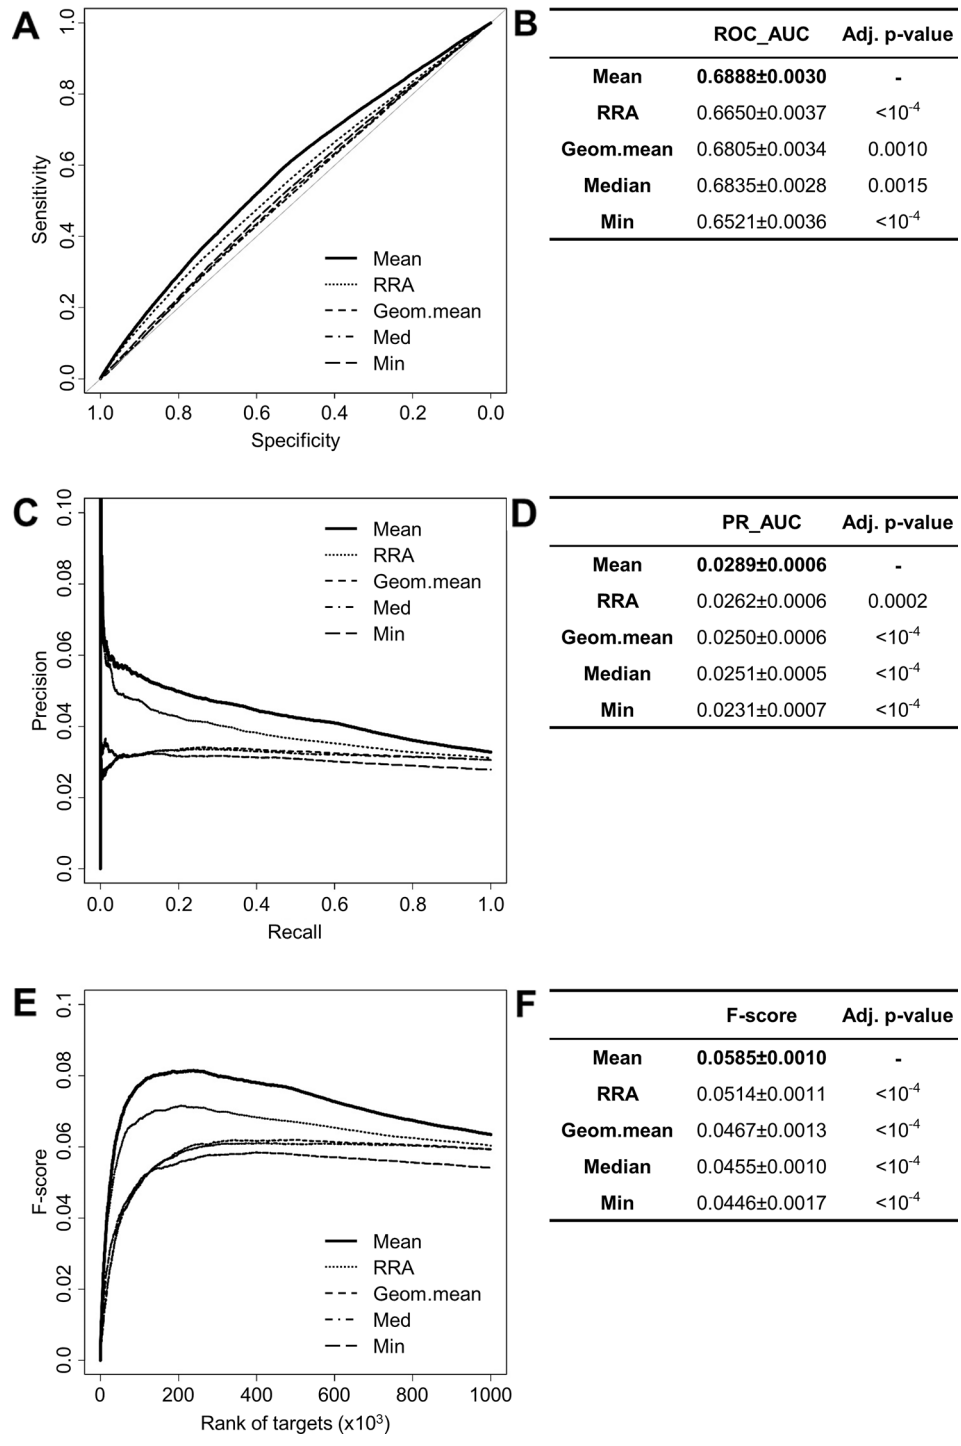 A
1.0
0.8
0.6
0.4
0.2
0.0
Sensitivity
Mean
RRA
Geom.mean
Med
Min
1.0 0.8 0.6 0.4 0.2 0.0
Specificity
B
ROC_AUC Adj. p-value
Mean 0.6888±0.0030 -
RRA 0.6650±0.0037 <10⁻⁴
Geom.mean 0.6805±0.0034 0.0010
Median 0.6835±0.0028 0.0015
Min 0.6521±0.0036 <10⁻⁴
C
0.10
0.08
0.06
0.04
0.02
0.0
Precision
Mean
RRA
Geom.mean
Med
Min
0.0 0.2 0.4 0.6 0.8 1.0
Recall
D
PR_AUC Adj. p-value
Mean 0.0289±0.0006 -
RRA 0.0262±0.0006 0.0002
Geom.mean 0.0250±0.0006 <10⁻⁴
Median 0.0251±0.0005 <10⁻⁴
Min 0.0231±0.0007 <10⁻⁴
E
0.1
0.08
0.06
0.04
0.02
0.0
F-score
Mean
RRA
Geom.mean
Med
Min
0 200 400 600 800 1000
Rank of targets (x10³)
F
F-score Adj. p-value
Mean 0.0585±0.0010 -
RRA 0.0514±0.0011 <10⁻⁴
Geom.mean 0.0467±0.0013 <10⁻⁴
Median 0.0455±0.0010 <10⁻⁴
Min 0.0446±0.0017 <10⁻⁴